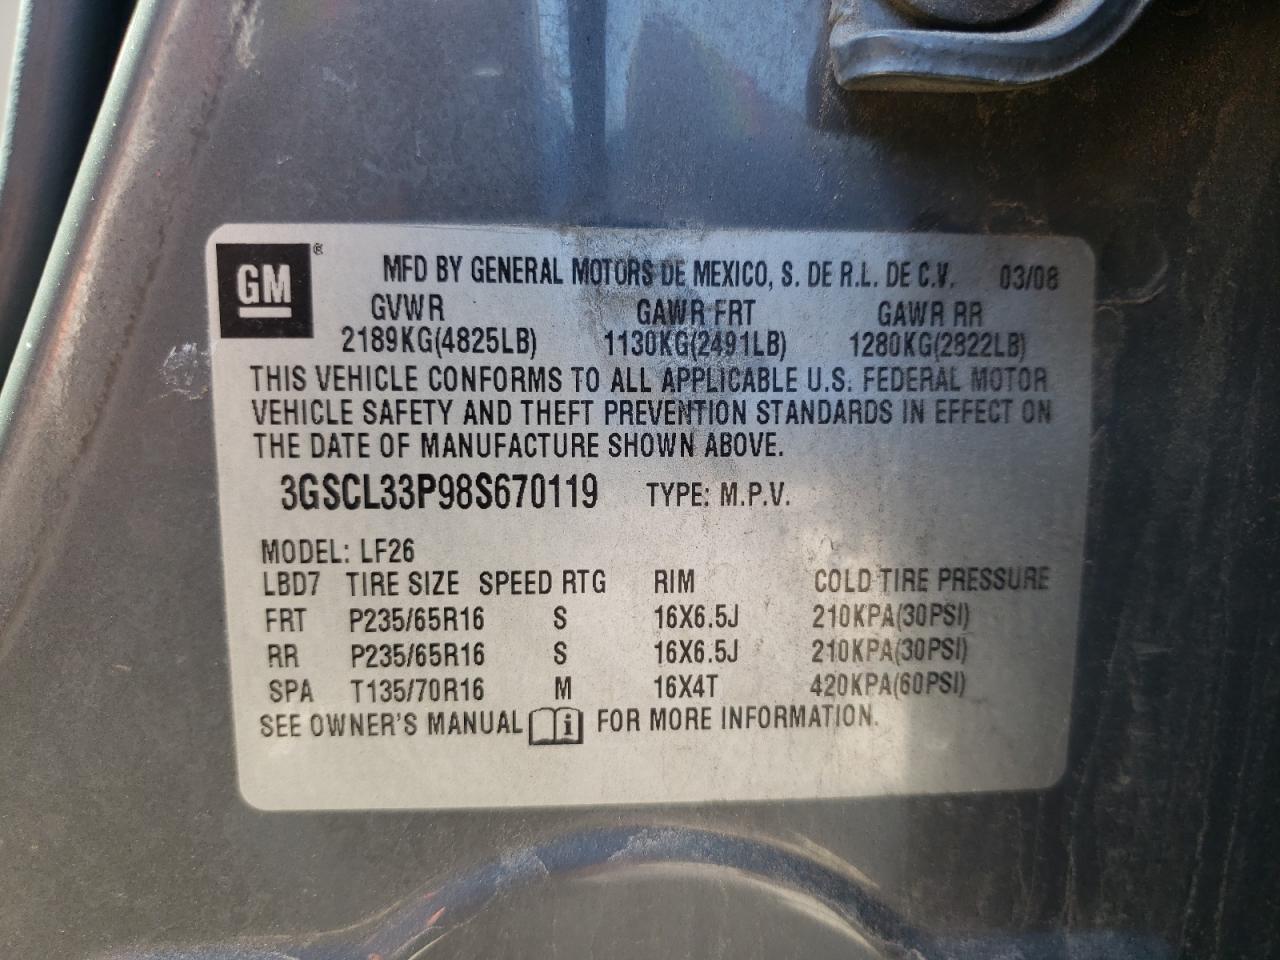 GM ® MFD BY GENERAL MOTORS DE MEXICO, S. DE R.L. DE C.V. 03/08
GVWR GAWR FRT GAWR RR
2189KG(4825LB) 1130KG(2491LB) 1280KG(2822LB)
THIS VEHICLE CONFORMS TO ALL APPLICABLE U.S. FEDERAL MOTOR
VEHICLE SAFETY AND THEFT PREVENTION STANDARDS IN EFFECT ON
THE DATE OF MANUFACTURE SHOWN ABOVE.
3GSCL33P98S670119 TYPE: M.P.V.
MODEL: LF26
LBD7 TIRE SIZE SPEED RTG RIM COLD TIRE PRESSURE
FRT P235/65R16 S 16X6.5J 210KPA(30PSI)
RR P235/65R16 S 16X6.5J 210KPA(30PSI)
SPA T135/70R16 M 16X4T 420KPA(60PSI)
SEE OWNER'S MANUAL i FOR MORE INFORMATION.